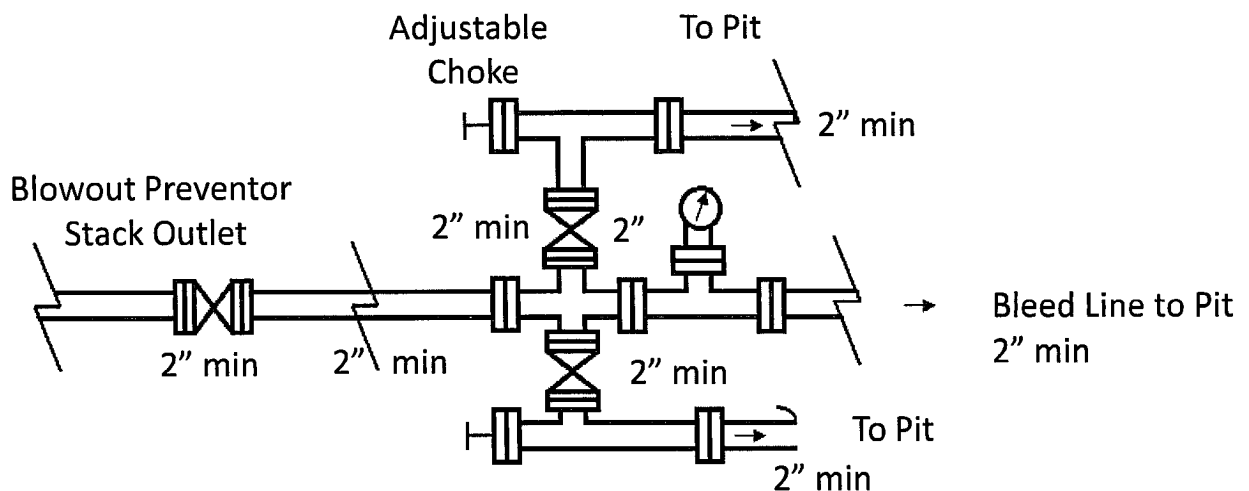 Adjustable
Choke
To Pit
2” min
Blowout Preventor
Stack Outlet
2” min
2”
2” min
2” min
2” min
Bleed Line to Pit
2” min
To Pit
2” min